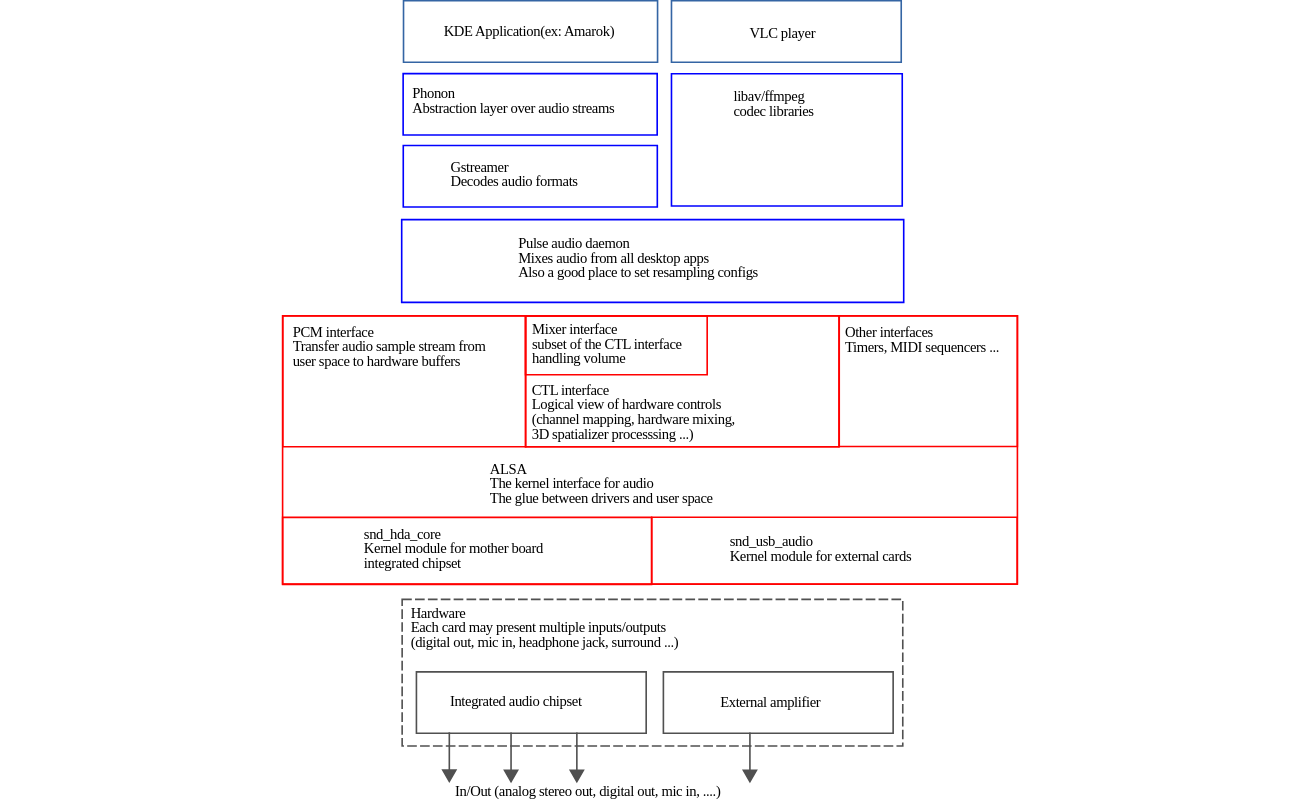 KDE Application(ex: Amarok)
VLC player
Phonon
Abstraction layer over audio streams
libav/ffmpeg
codec libraries
Gstreamer
Decodes audio formats
Pulse audio daemon
Mixes audio from all desktop apps
Also a good place to set resampling configs
PCM interface
Transfer audio sample stream from
user space to hardware buffers
Mixer interface
subset of the CTL interface
handling volume
CTL interface
Logical view of hardware controls
(channel mapping, hardware mixing,
3D spatializer processsing ...)
Other interfaces
Timers, MIDI sequencers ...
ALSA
The kernel interface for audio
The glue between drivers and user space
snd_hda_core
Kernel module for mother board
integrated chipset
snd_usb_audio
Kernel module for external cards
Hardware
Each card may present multiple inputs/outputs
(digital out, mic in, headphone jack, surround ...)
Integrated audio chipset
External amplifier
In/Out (analog stereo out, digital out, mic in, ....)